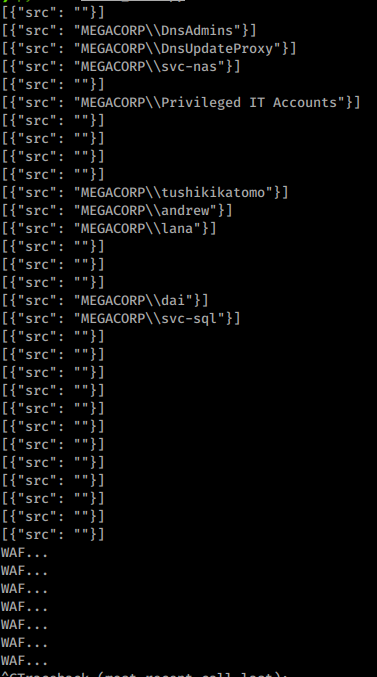 [{"src": ""}]
[{"src": "MEGACORP\\DnsAdmins"}]
[{"src": "MEGACORP\\DnsUpdateProxy"}]
[{"src": "MEGACORP\\svc-nas"}]
[{"src": ""}]
[{"src": "MEGACORP\\Privileged IT Accounts"}]
[{"src": ""}]
[{"src": ""}]
[{"src": ""}]
[{"src": ""}]
[{"src": "MEGACORP\\tushikikatomo"}]
[{"src": "MEGACORP\\andrew"}]
[{"src": "MEGACORP\\lana"}]
[{"src": ""}]
[{"src": ""}]
[{"src": ""}]
[{"src": "MEGACORP\\dai"}]
[{"src": "MEGACORP\\svc-sql"}]
[{"src": ""}]
[{"src": ""}]
[{"src": ""}]
[{"src": ""}]
[{"src": ""}]
[{"src": ""}]
[{"src": ""}]
[{"src": ""}]
[{"src": ""}]
[{"src": ""}]
[{"src": ""}]
[{"src": ""}]
WAF...
WAF...
WAF...
WAF...
WAF...
WAF...
WAF...
^CTraceback (most recent call last):